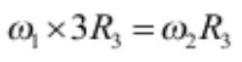 ω₁ × 3R₃ = ω₂R₃